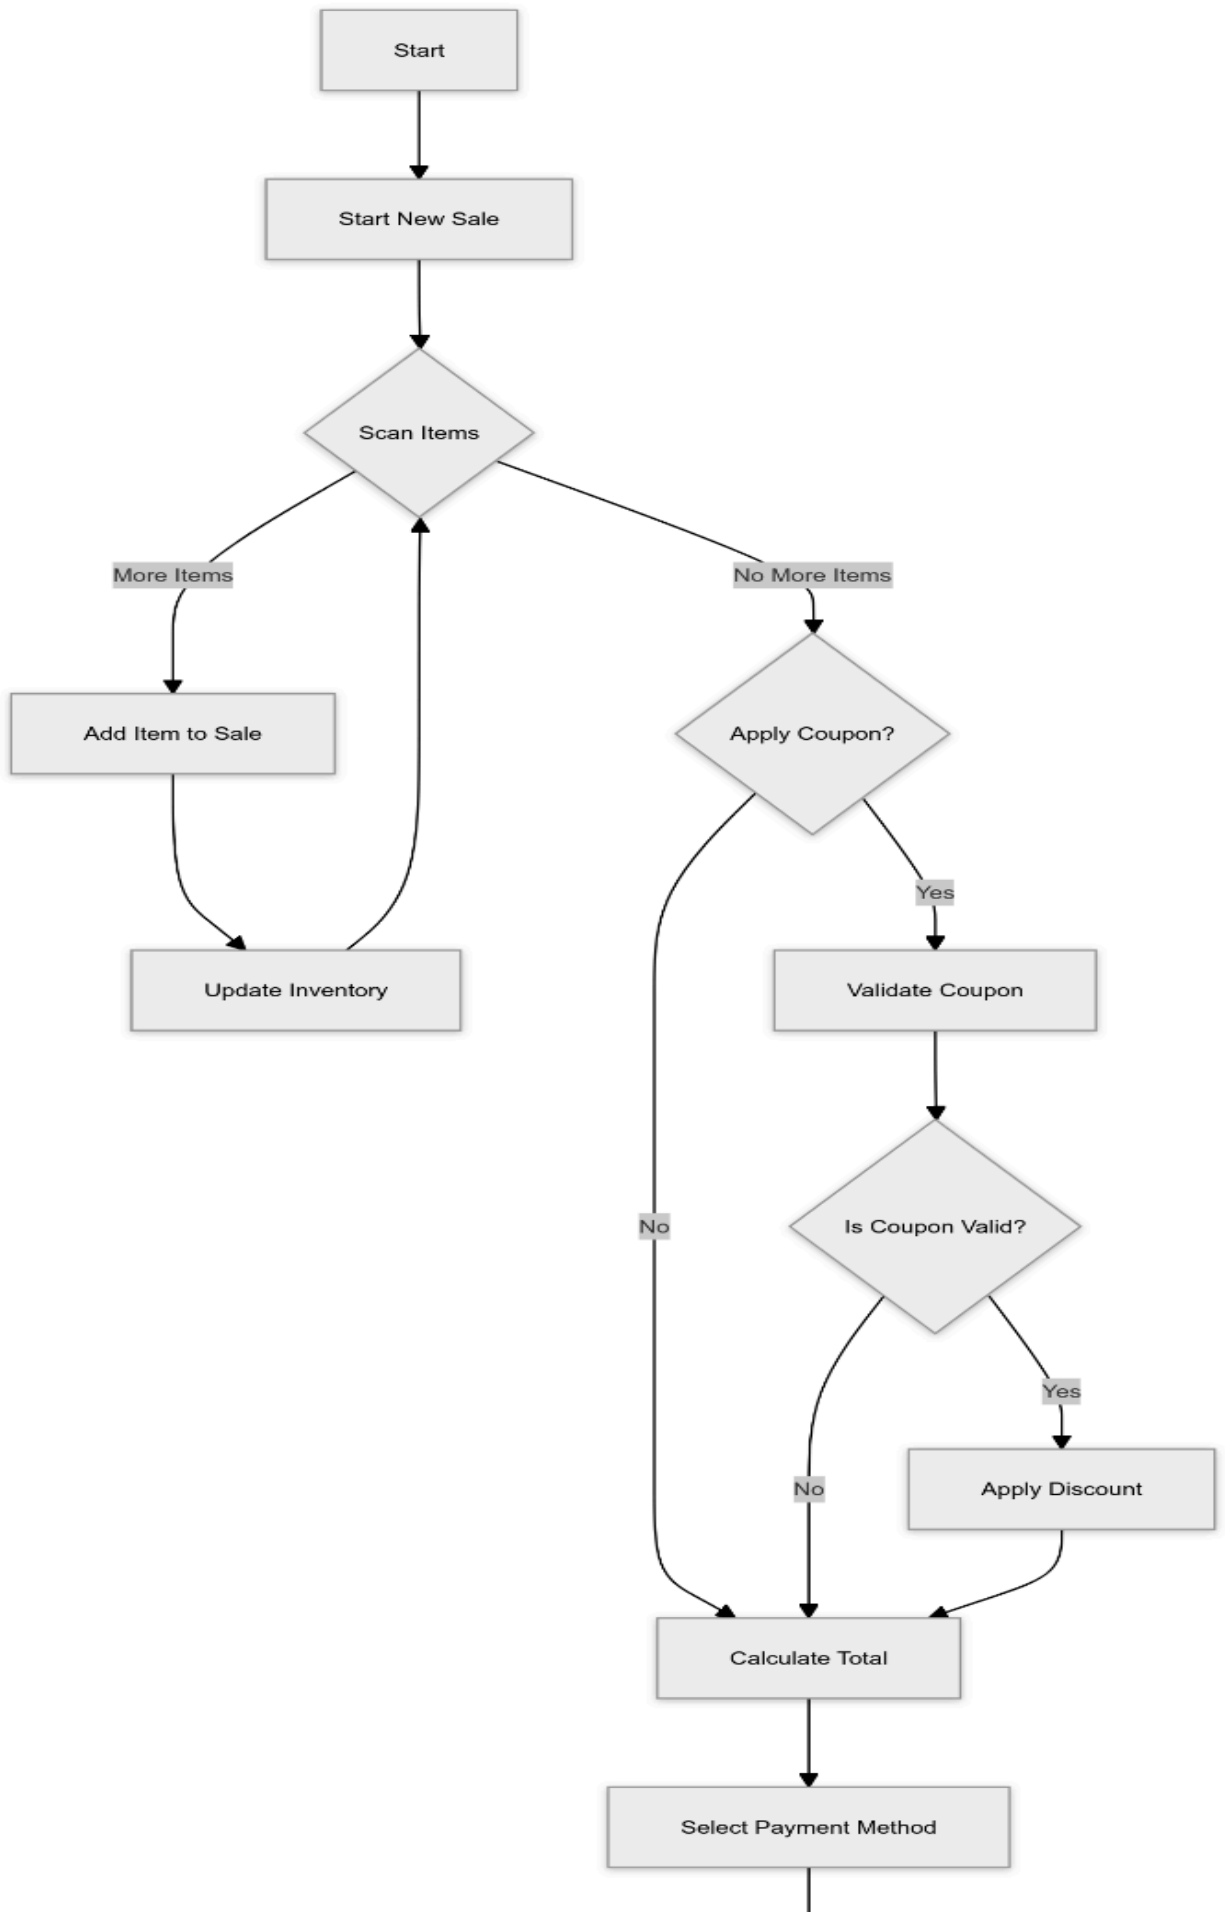 Start
Start New Sale
Scan Items
More Items
No More Items
Add Item to Sale
Apply Coupon?
Yes
Update Inventory
Validate Coupon
No
Is Coupon Valid?
Yes
No
Apply Discount
Calculate Total
Select Payment Method